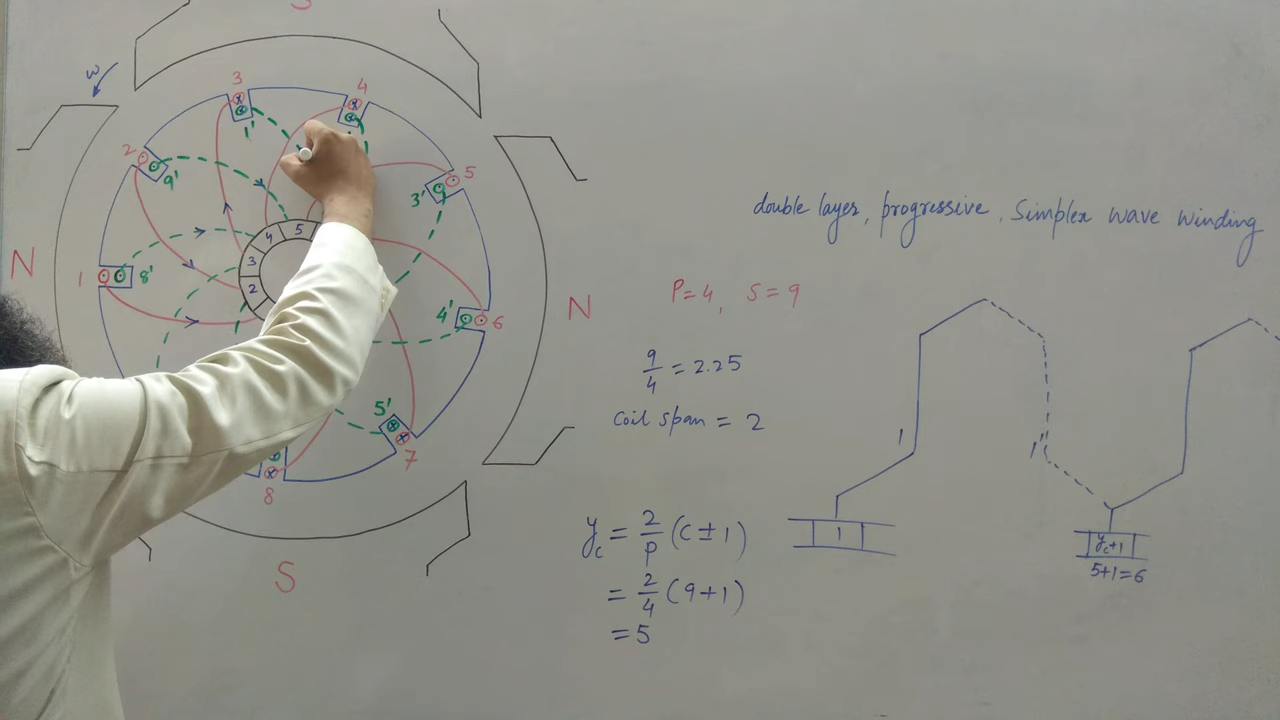 S
w
3
4
1'
2
9'
5
3'
N
1
8'
4
5
3
2
N
4'
6
5'
7
8
S
double layer, progressive, Simplex wave winding
P=4, S=9
9/4 = 2.25
coil span = 2
y_c = 2/P (C±1)
= 2/4 (9+1)
= 5
1
1'
1
y_c+1
5+1=6